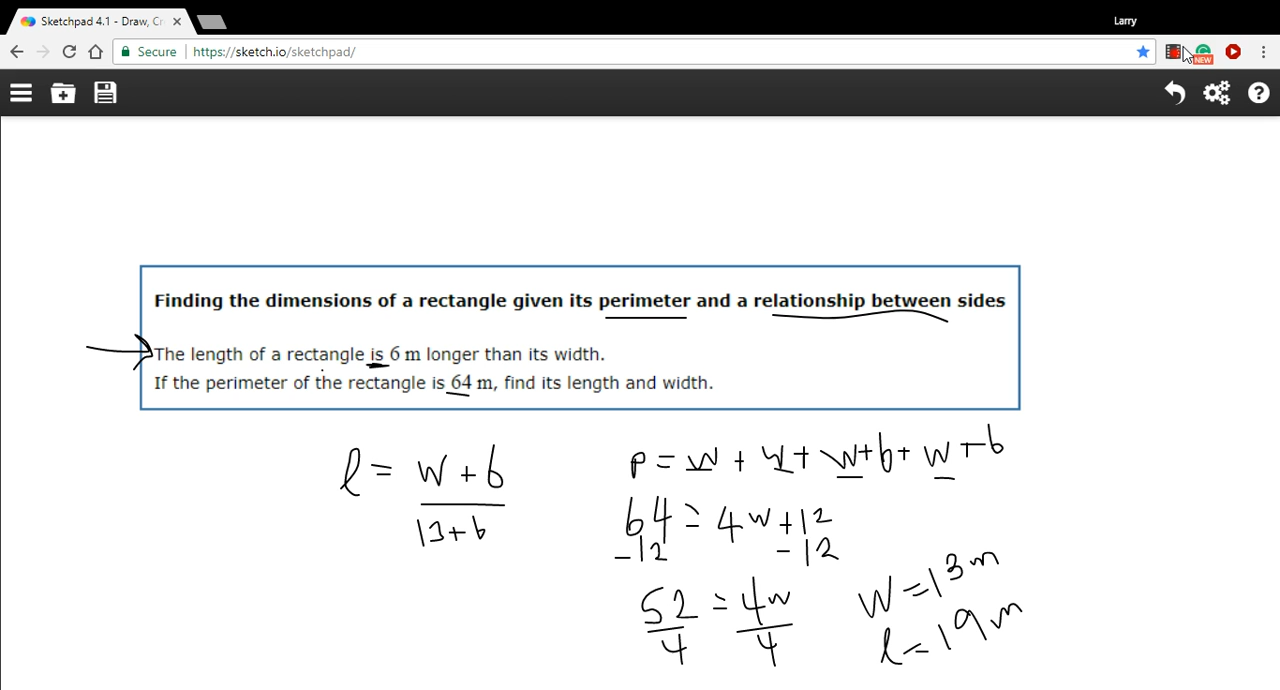 Sketchpad 4.1 - Draw, Cr
Larry
Secure https://sketch.io/sketchpad/
NEW
Finding the dimensions of a rectangle given its perimeter and a relationship between sides
The length of a rectangle is 6 m longer than its width.
If the perimeter of the rectangle is 64 m, find its length and width.
l = w + 6
13 + 6
P = w + w + w + 6 + w + 6
64 = 4w + 12
-12 -12
52 = 4w
4 4
w = 13 m
l = 19 m